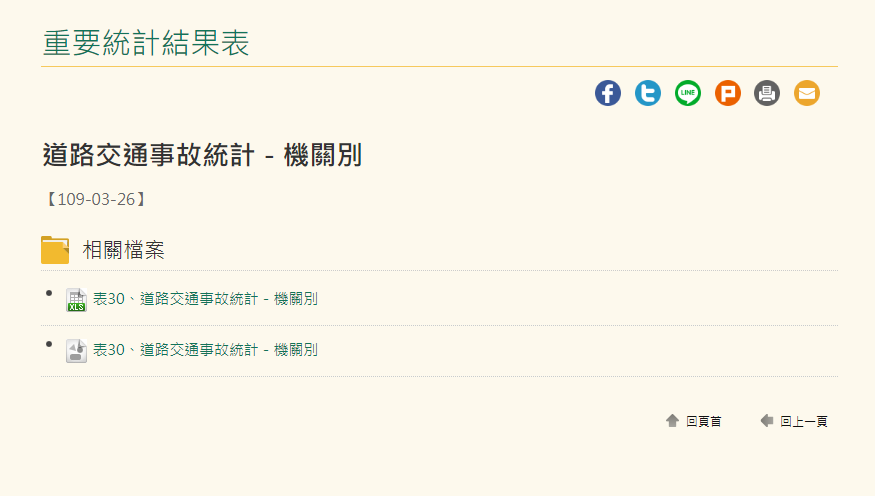 重要統計結果表
LINE
道路交通事故統計 - 機關別
【109-03-26】
相關檔案
XLS 表30、道路交通事故統計 - 機關別
表30、道路交通事故統計 - 機關別
回頁首 回上一頁